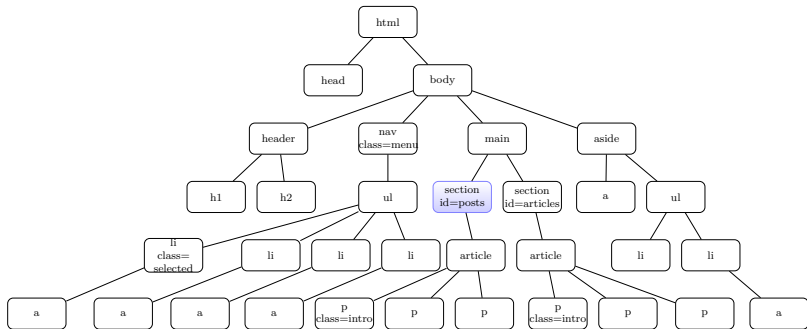 html
head
body
header
nav
class=menu
main
aside
h1
h2
ul
section
id=posts
section
id=articles
a
ul
li
class=
selected
li
li
li
article
article
li
li
a
a
a
a
p
class=intro
p
p
p
class=intro
p
p
a